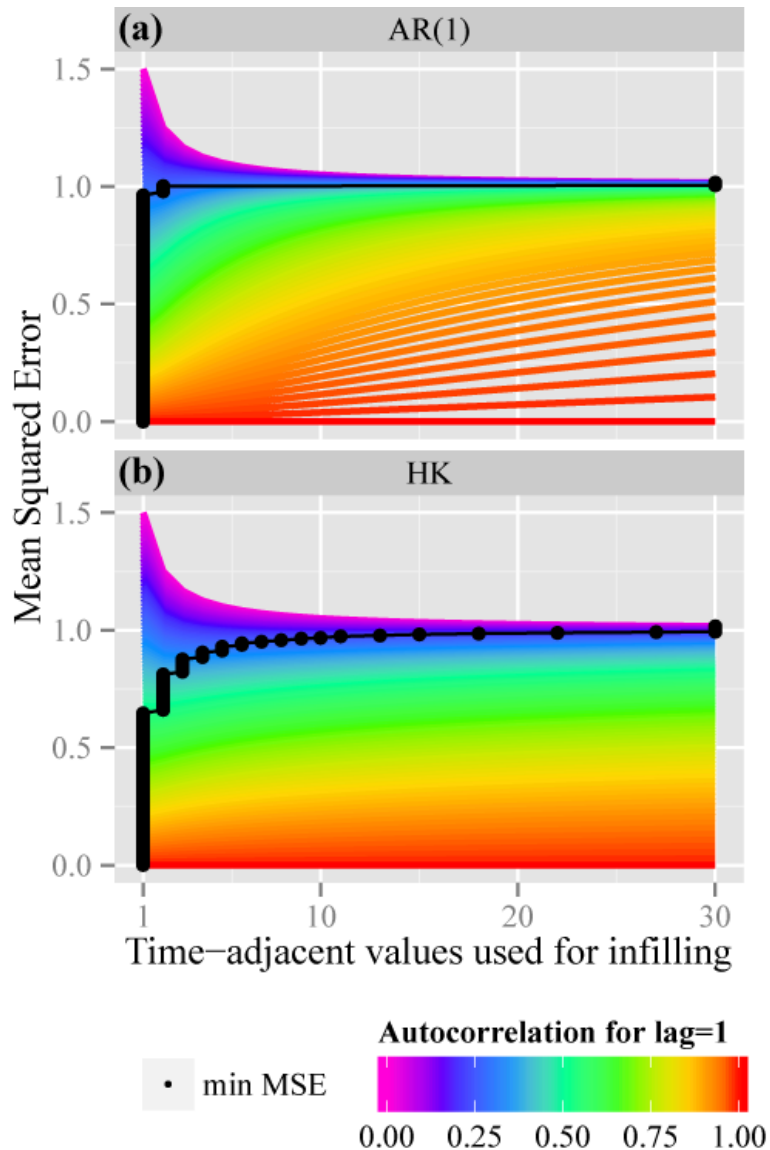 (a) AR(1)
1.5
1.0
0.5
0.0
(b) HK
1.5
1.0
0.5
0.0
Mean Squared Error
1 10 20 30
Time−adjacent values used for infilling
Autocorrelation for lag=1
min MSE
0.00 0.25 0.50 0.75 1.00